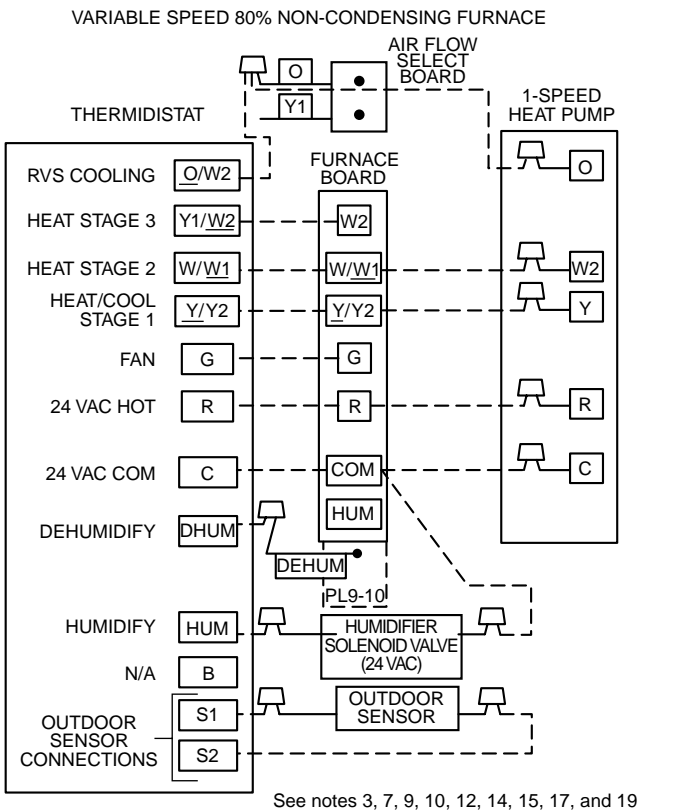 VARIABLE SPEED 80% NON-CONDENSING FURNACE
AIR FLOW
SELECT
BOARD
O
Y1
1-SPEED
HEAT PUMP
THERMIDISTAT
FURNACE
BOARD
RVS COOLING O/W2
O
HEAT STAGE 3 Y1/W2 W2
HEAT STAGE 2 W/W1 W/W1 W2
HEAT/COOL
STAGE 1 Y/Y2 Y/Y2 Y
FAN G G
24 VAC HOT R R R
24 VAC COM C COM C
HUM
DEHUMIDIFY DHUM
DEHUM
PL9-10
HUMIDIFY HUM
HUMIDIFIER
SOLENOID VALVE
(24 VAC)
N/A B
S1
OUTDOOR
SENSOR
OUTDOOR
SENSOR
CONNECTIONS
S2
See notes 3, 7, 9, 10, 12, 14, 15, 17, and 19